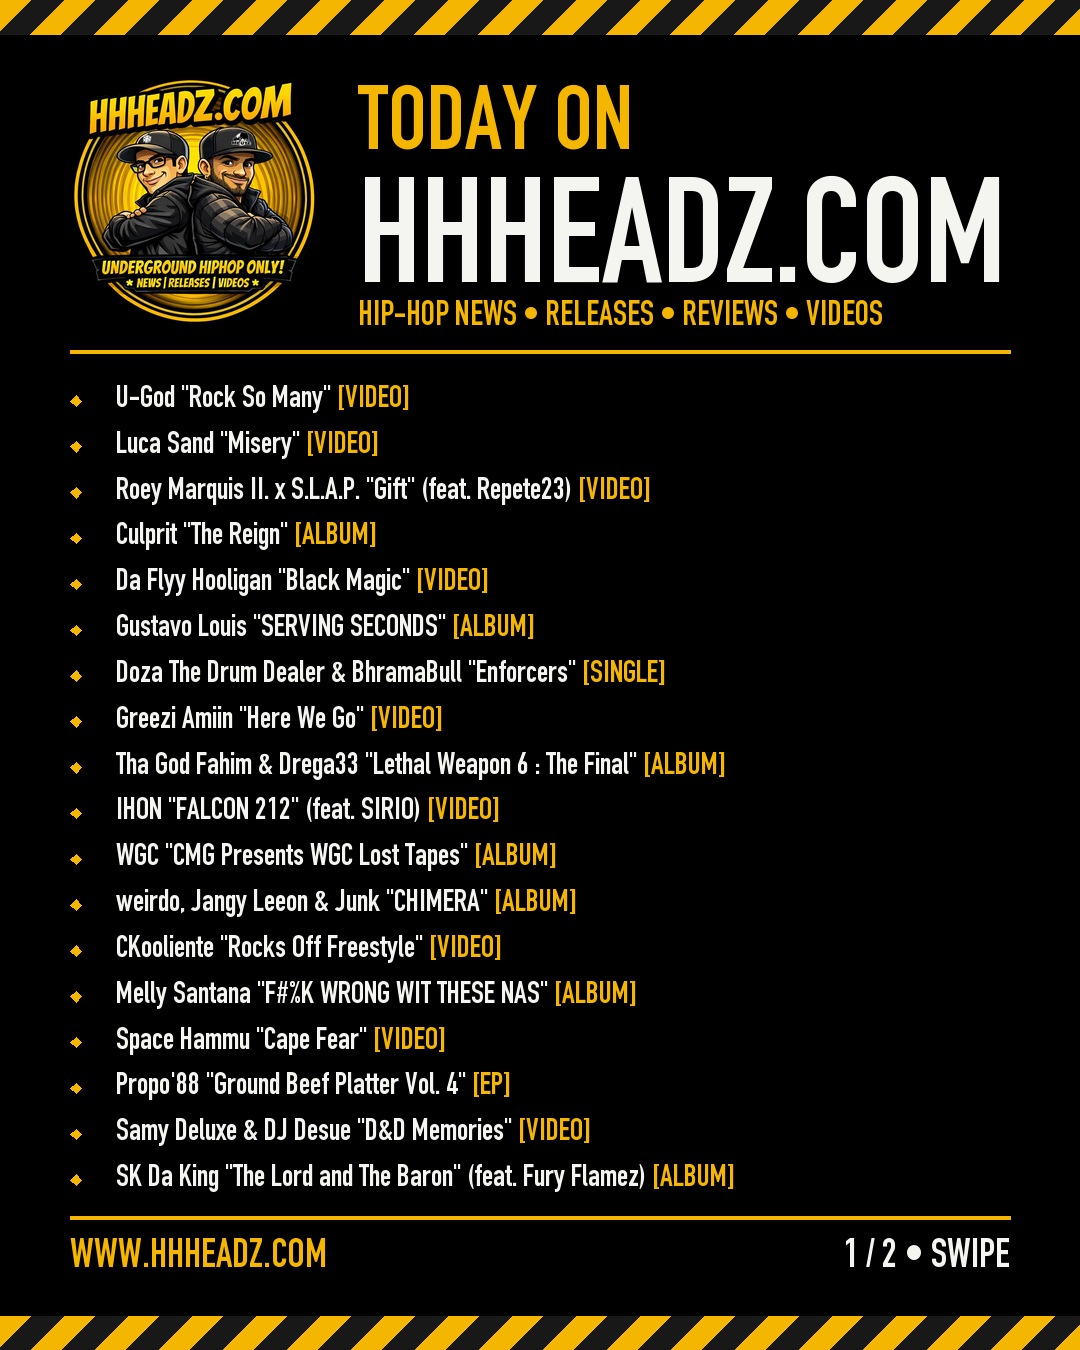 HHHEADZ.COM
UNDERGROUND HIPHOP ONLY!
★ NEWS | RELEASES | VIDEOS ★
TODAY ON
HHHEADZ.COM
HIP-HOP NEWS • RELEASES • REVIEWS • VIDEOS
U-God "Rock So Many" [VIDEO]
Luca Sand "Misery" [VIDEO]
Roey Marquis II. x S.L.A.P. "Gift" (feat. Repete23) [VIDEO]
Culprit "The Reign" [ALBUM]
Da Flyy Hooligan "Black Magic" [VIDEO]
Gustavo Louis "SERVING SECONDS" [ALBUM]
Doza The Drum Dealer & BhramaBull "Enforcers" [SINGLE]
Greezi Amiin "Here We Go" [VIDEO]
Tha God Fahim & Drega33 "Lethal Weapon 6 : The Final" [ALBUM]
IHON "FALCON 212" (feat. SIRIO) [VIDEO]
WGC "CMG Presents WGC Lost Tapes" [ALBUM]
weirdo, Jangy Leeon & Junk "CHIMERA" [ALBUM]
CKooliente "Rocks Off Freestyle" [VIDEO]
Melly Santana "F#%K WRONG WIT THESE NAS" [ALBUM]
Space Hammu "Cape Fear" [VIDEO]
Propo'88 "Ground Beef Platter Vol. 4" [EP]
Samy Deluxe & DJ Desue "D&D Memories" [VIDEO]
SK Da King "The Lord and The Baron" (feat. Fury Flamez) [ALBUM]
WWW.HHHEADZ.COM
1 / 2 • SWIPE